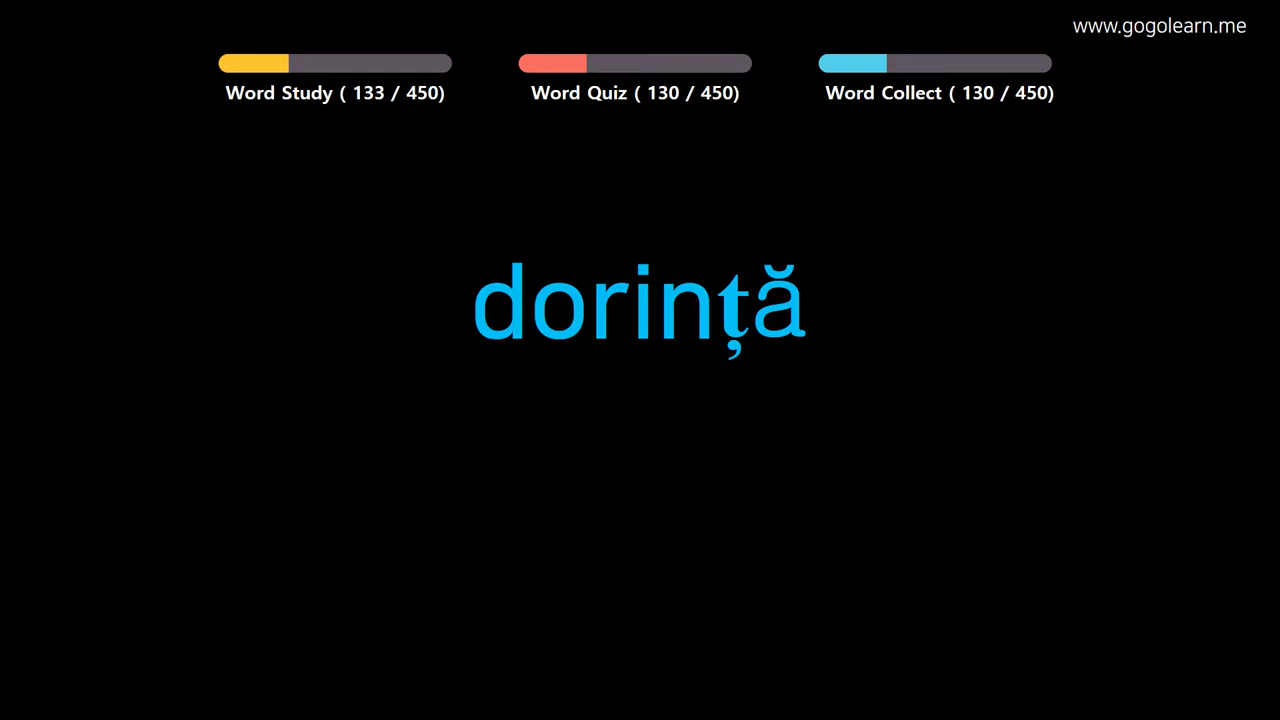 www.gogolearn.me
Word Study ( 133 / 450)
Word Quiz ( 130 / 450)
Word Collect ( 130 / 450)
dorință